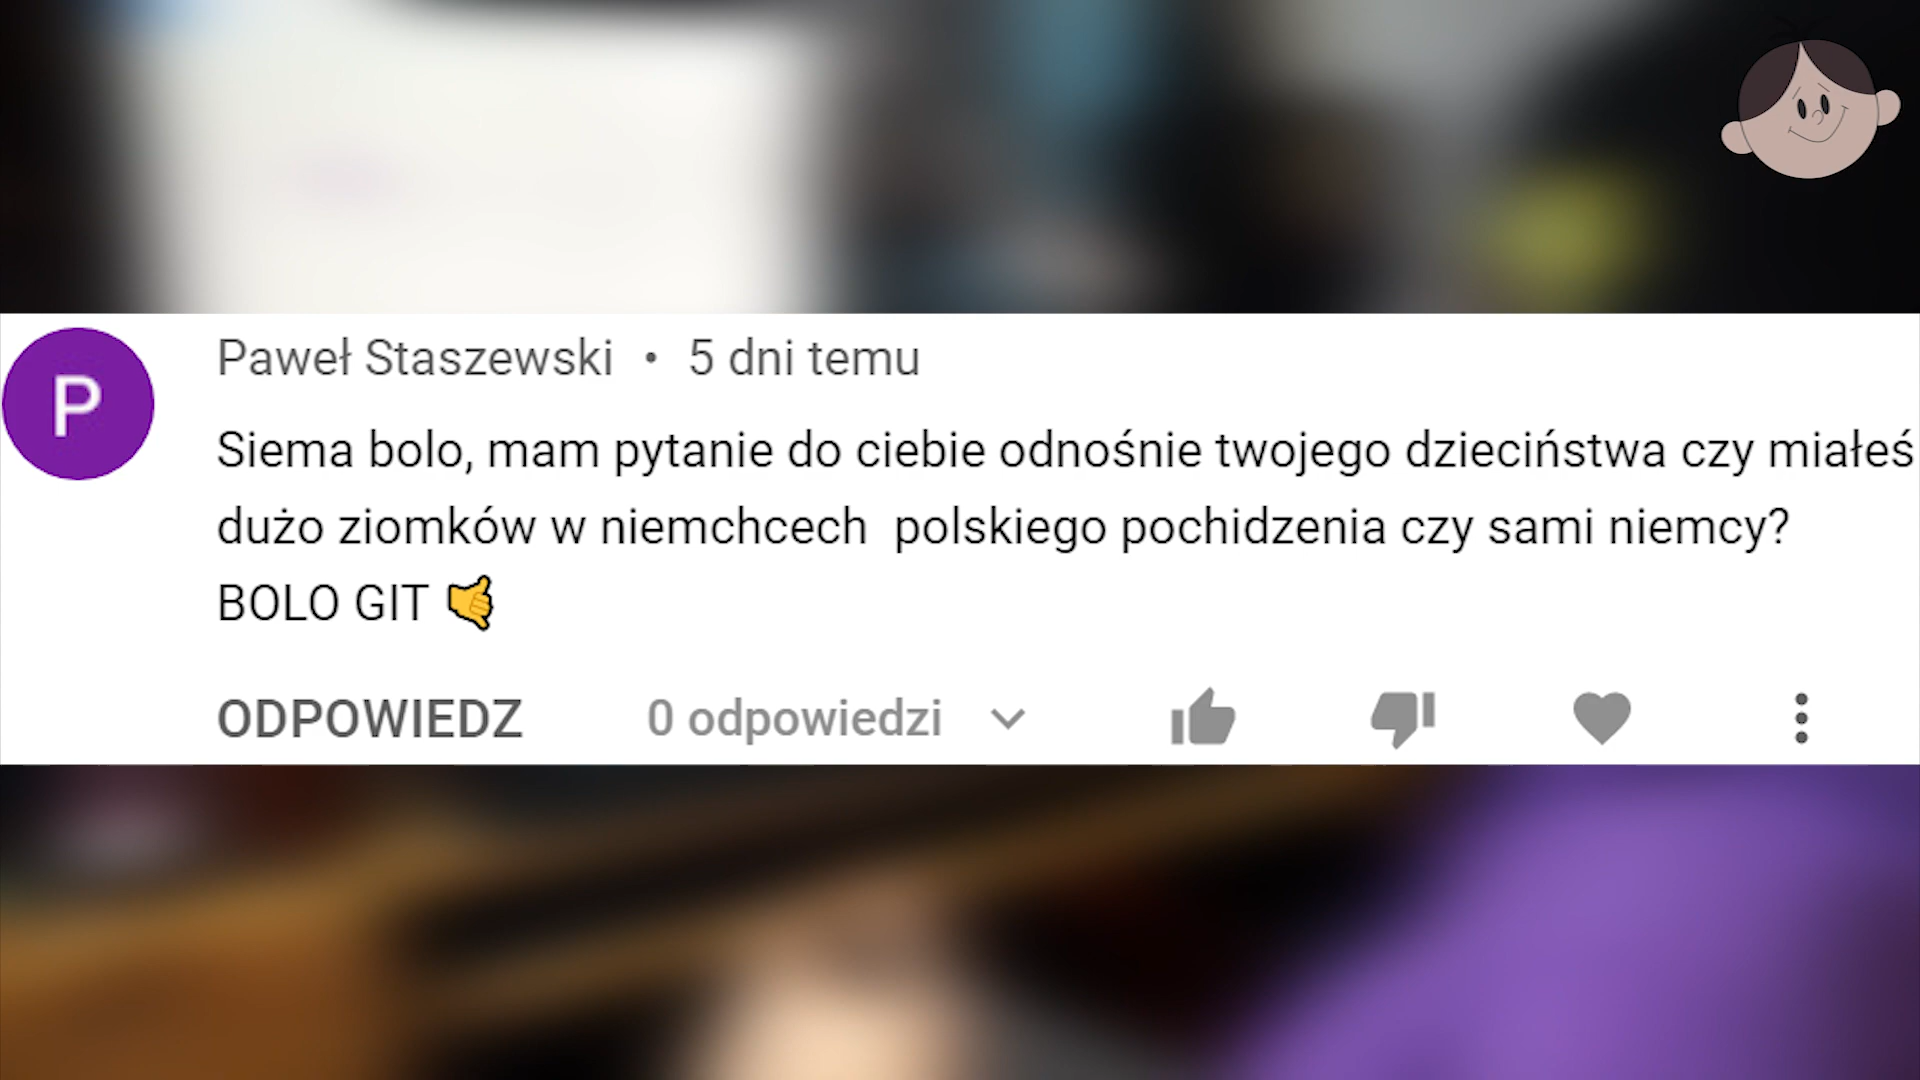 P
Paweł Staszewski • 5 dni temu
Siema bolo, mam pytanie do ciebie odnośnie twojego dzieciństwa czy miałeś
dużo ziomków w niemchcech  polskiego pochidzenia czy sami niemcy?
BOLO GIT 🤙
ODPOWIEDZ 0 odpowiedzi